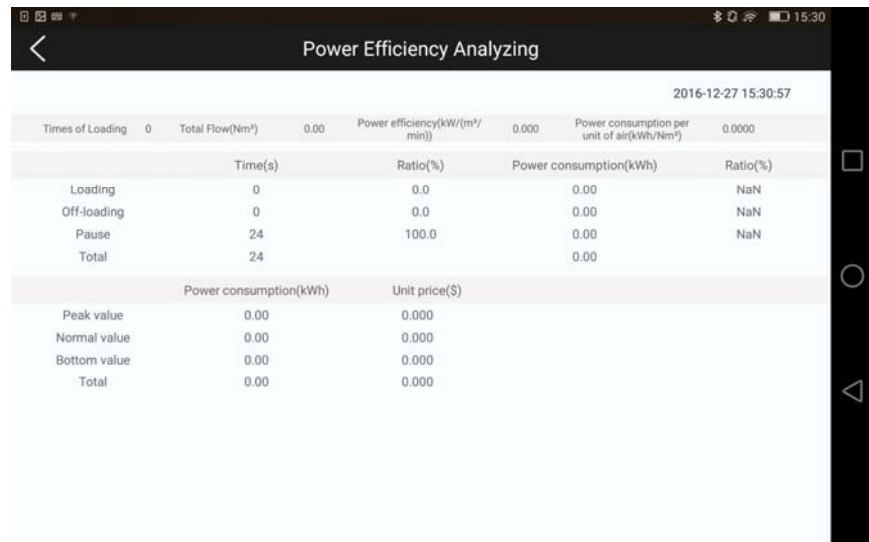 15:30
Power Efficiency Analyzing
2016-12-27 15:30:57
Times of Loading 0 Total Flow(Nm³) 0.00 Power efficiency(kW/(m³/ 0.000 Power consumption per 0.0000
min)) unit of air(kWh/Nm³)
Time(s) Ratio(%) Power consumption(kWh) Ratio(%)
Loading 0 0.0 0.00 NaN
Off-loading 0 0.0 0.00 NaN
Pause 24 100.0 0.00 NaN
Total 24 0.00
Power consumption(kWh) Unit price($)
Peak value 0.00 0.000
Normal value 0.00 0.000
Bottom value 0.00 0.000
Total 0.00 0.000